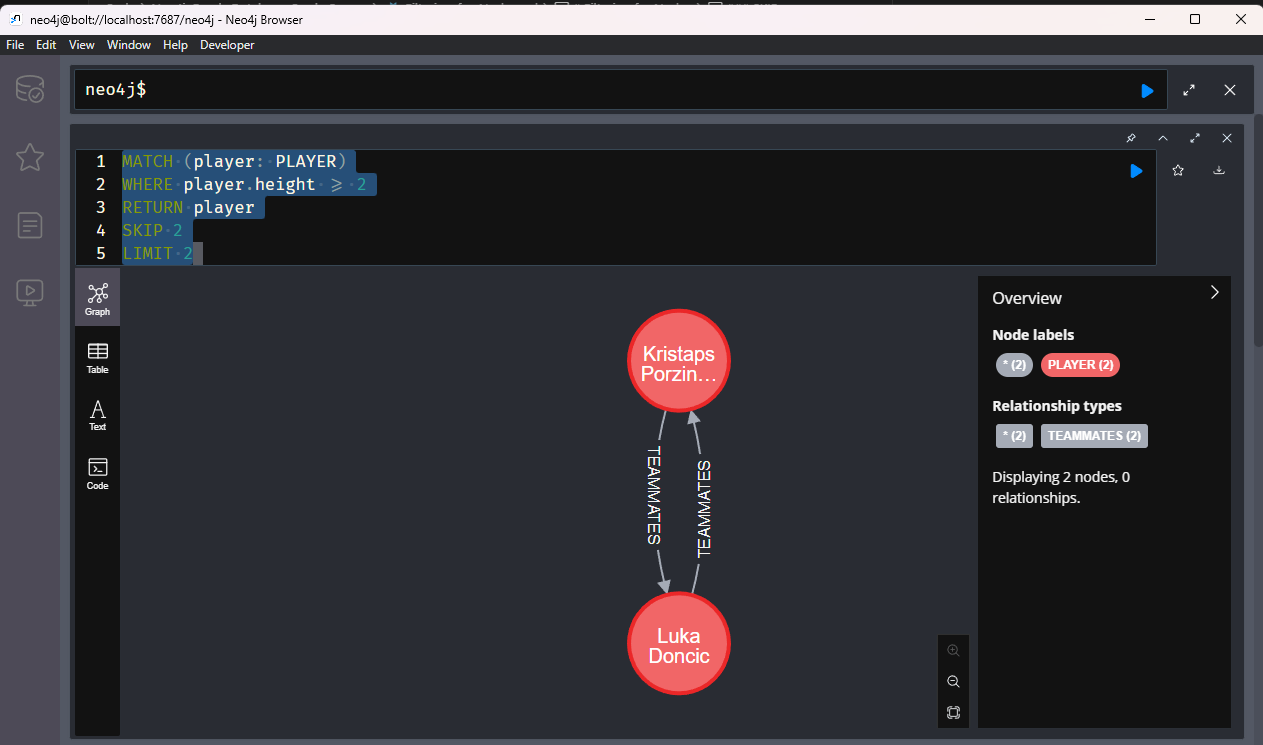 neo4j@bolt://localhost:7687/neo4j - Neo4j Browser
File Edit View Window Help Developer
neo4j$
1 MATCH (player: PLAYER)
2 WHERE player.height >= 2
3 RETURN player
4 SKIP 2
5 LIMIT 2
Graph
Table
Text
Code
Kristaps
Porzin…
TEAMMATES
TEAMMATES
Luka
Doncic
Overview
Node labels
* (2) PLAYER (2)
Relationship types
* (2) TEAMMATES (2)
Displaying 2 nodes, 0
relationships.